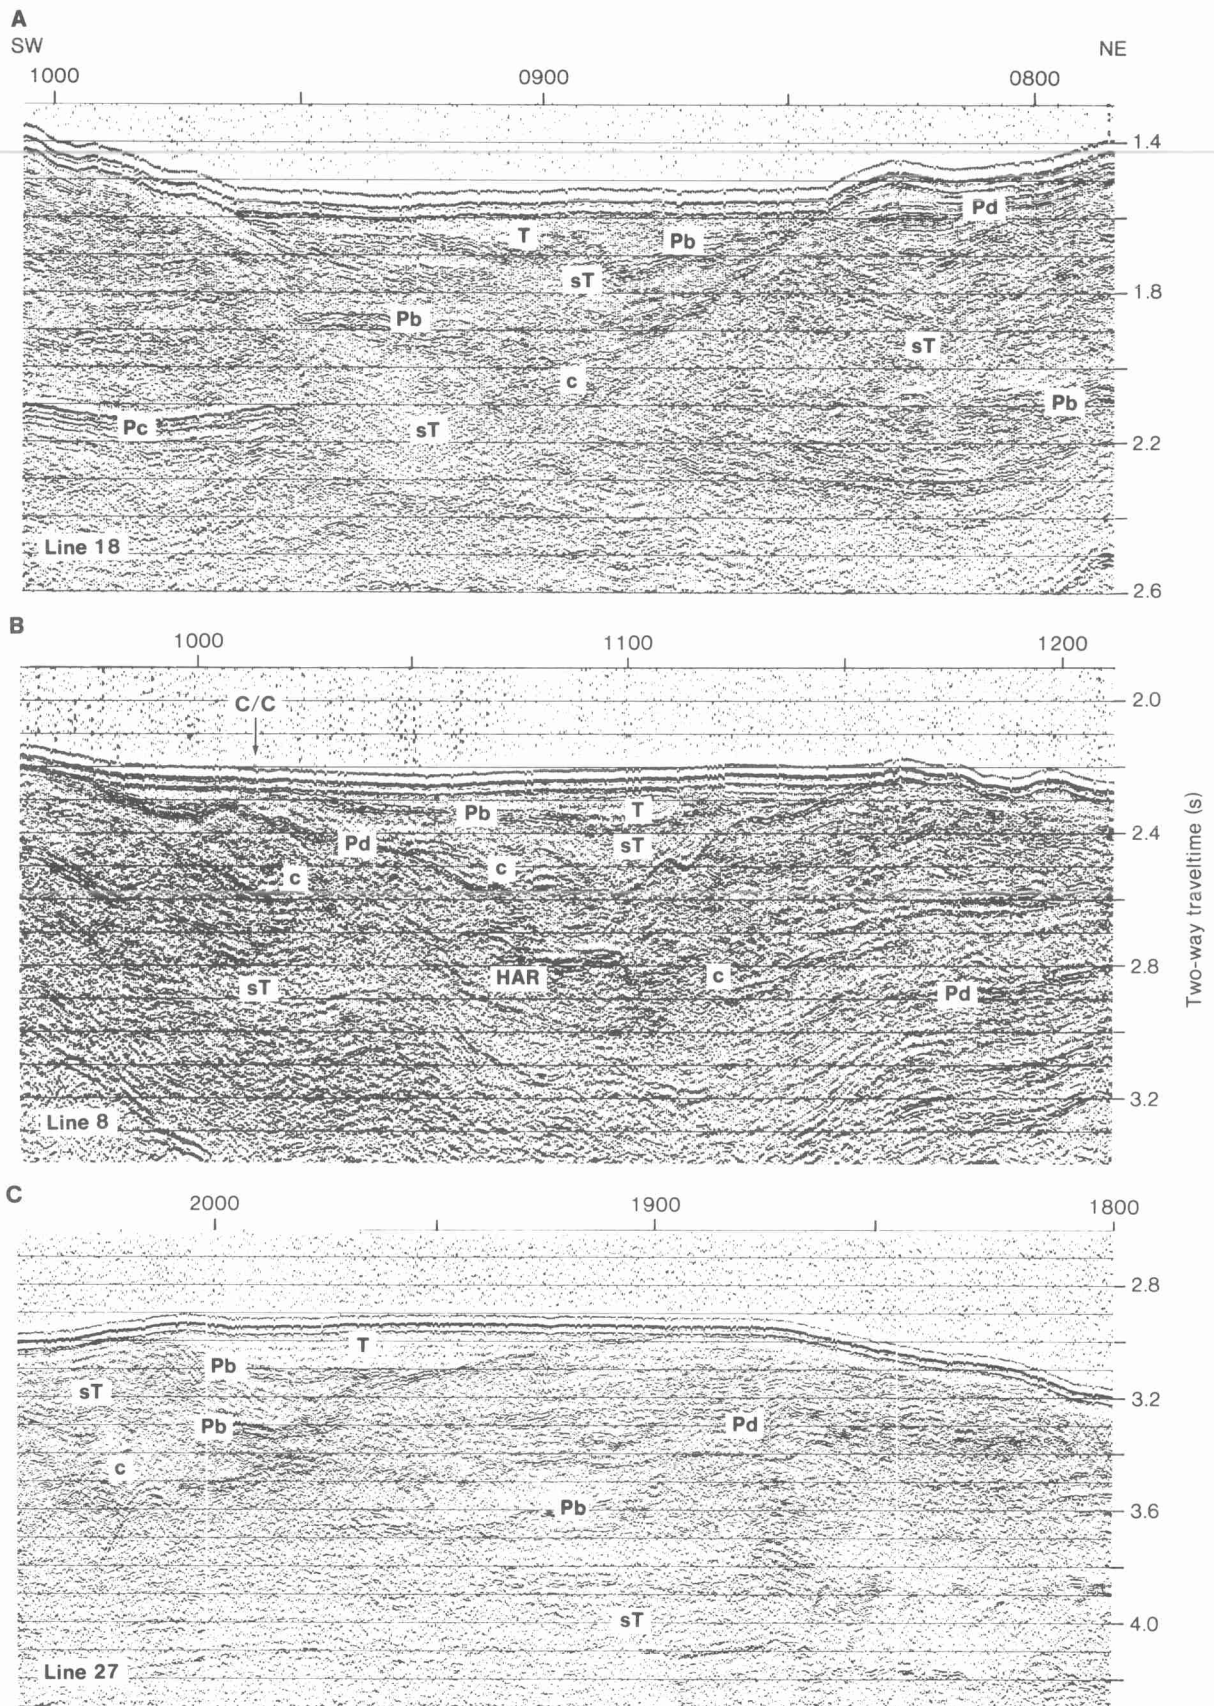 A
SW NE
1000 0900 0800
1.4
Pd
T Pb
sT
1.8
Pb
sT
c
Pb
Pc sT
2.2
Line 18
2.6
B
1000 1100 1200
C/C
2.0
Pb T
2.4
Pd sT
c c
2.8
HAR c
sT Pd
3.2
Line 8
Two-way traveltime (s)
C
2000 1900 1800
2.8
T
Pb
sT
3.2
Pb Pd
c
Pb 3.6
sT 4.0
Line 27